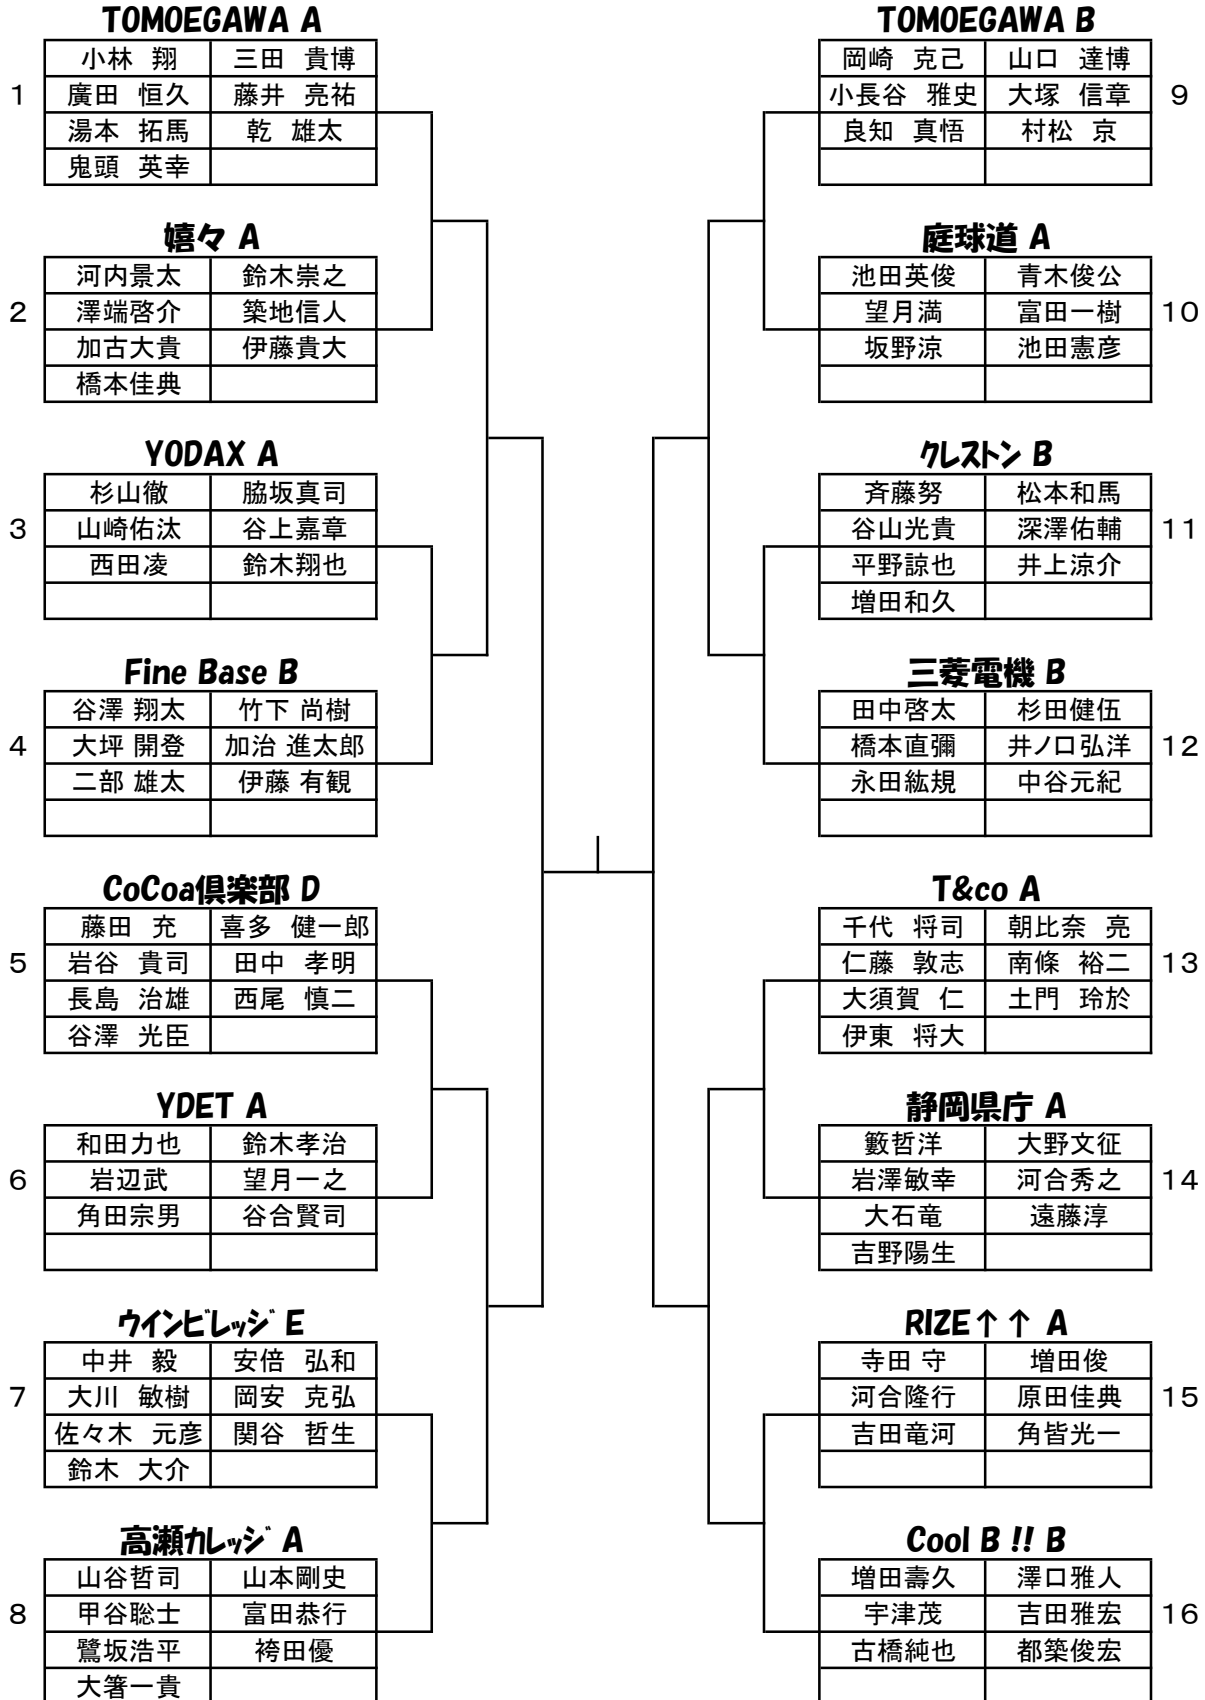 TOMOEGAWA A
1
小林 翔 三田 貴博
廣田 恒久 藤井 亮祐
湯本 拓馬 乾 雄太
鬼頭 英幸
嬉々 A
2
河内景太 鈴木崇之
澤端啓介 築地信人
加古大貴 伊藤貴大
橋本佳典
YODAX A
3
杉山徹 脇坂真司
山崎佑汰 谷上嘉章
西田凌 鈴木翔也
Fine Base B
4
谷澤 翔太 竹下 尚樹
大坪 開登 加治 進太郎
二部 雄太 伊藤 有観
CoCoa倶楽部 D
5
藤田 充 喜多 健一郎
岩谷 貴司 田中 孝明
長島 治雄 西尾 慎二
谷澤 光臣
YDET A
6
和田力也 鈴木孝治
岩辺武 望月一之
角田宗男 谷合賢司
ウインビレッジ E
7
中井 毅 安倍 弘和
大川 敏樹 岡安 克弘
佐々木 元彦 関谷 哲生
鈴木 大介
高瀬カレッジ A
8
山谷哲司 山本剛史
甲谷聡士 富田恭行
鷺坂浩平 袴田優
大箸一貴
TOMOEGAWA B
9
岡崎 克己 山口 達博
小長谷 雅史 大塚 信章
良知 真悟 村松 京
庭球道 A
10
池田英俊 青木俊公
望月満 富田一樹
坂野涼 池田憲彦
クレストン B
11
斉藤努 松本和馬
谷山光貴 深澤佑輔
平野諒也 井上涼介
増田和久
三菱電機 B
12
田中啓太 杉田健伍
橋本直彌 井ノ口弘洋
永田紘規 中谷元紀
T&co A
13
千代 将司 朝比奈 亮
仁藤 敦志 南條 裕二
大須賀 仁 土門 玲於
伊東 将大
静岡県庁 A
14
籔哲洋 大野文征
岩澤敏幸 河合秀之
大石竜 遠藤淳
吉野陽生
RIZE↑↑ A
15
寺田 守 増田俊
河合隆行 原田佳典
吉田竜河 角皆光一
Cool B !! B
16
増田壽久 澤口雅人
宇津茂 吉田雅宏
古橋純也 都築俊宏